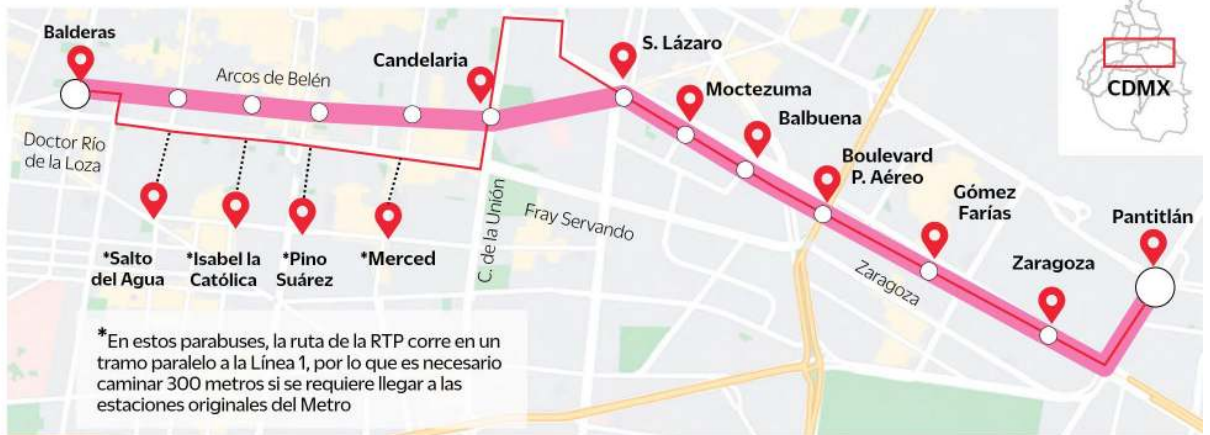 Balderas
Arcos de Belén
Candelaria
S. Lázaro
Moctezuma
Balbuena
Boulevard
P. Aéreo
Gómez
Farías
Zaragoza
Pantitlán
CDMX
Doctor Río
de la Loza
*Salto
del Agua
*Isabel la
Católica
*Pino
Suárez
*Merced
C. de la Unión
Fray Servando
Zaragoza
*En estos parabuses, la ruta de la RTP corre en un
tramo paralelo a la Línea 1, por lo que es necesario
caminar 300 metros si se requiere llegar a las
estaciones originales del Metro